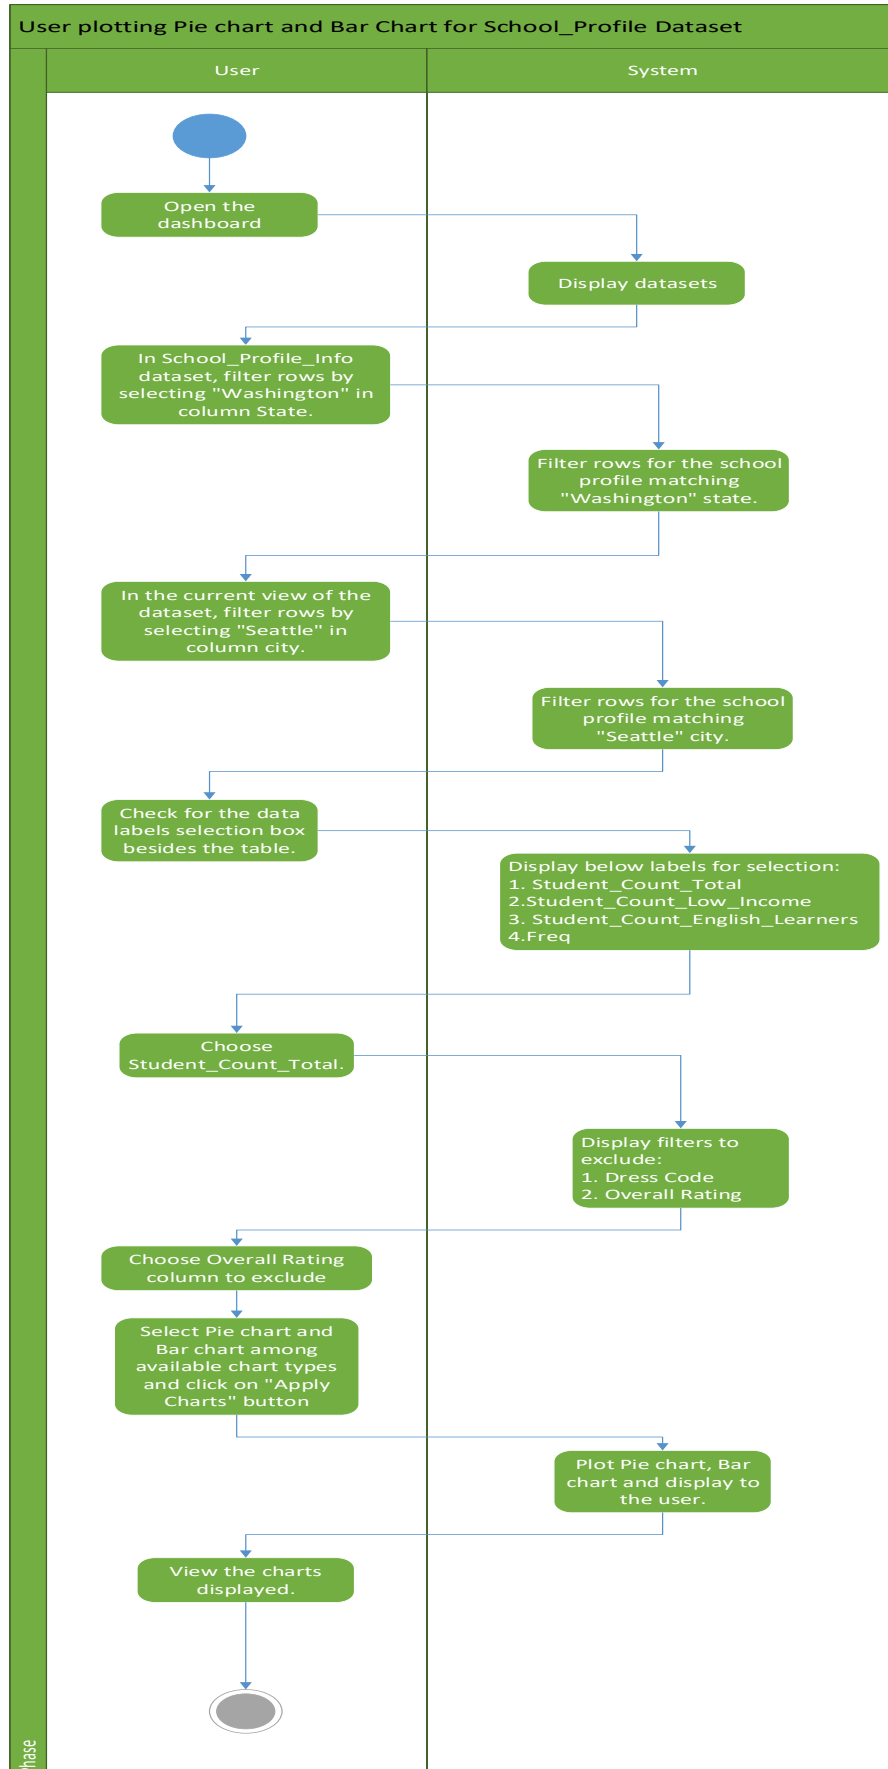 User plotting Pie chart and Bar Chart for School_Profile Dataset
User
System
Open the
dashboard
Display datasets
In School_Profile_Info
dataset, filter rows by
selecting "Washington" in
column State.
Filter rows for the school
profile matching
"Washington" state.
In the current view of the
dataset, filter rows by
selecting "Seattle" in
column city.
Filter rows for the school
profile matching
"Seattle" city.
Check for the data
labels selection box
besides the table.
Display below labels for selection:
1. Student_Count_Total
2.Student_Count_Low_Income
3. Student_Count_English_Learners
4.Freq
Choose
Student_Count_Total.
Display filters to
exclude:
1. Dress Code
2. Overall Rating
Choose Overall Rating
column to exclude
Select Pie chart and
Bar chart among
available chart types
and click on "Apply
Charts" button
Plot Pie chart, Bar
chart and display to
the user.
View the charts
displayed.
Phase